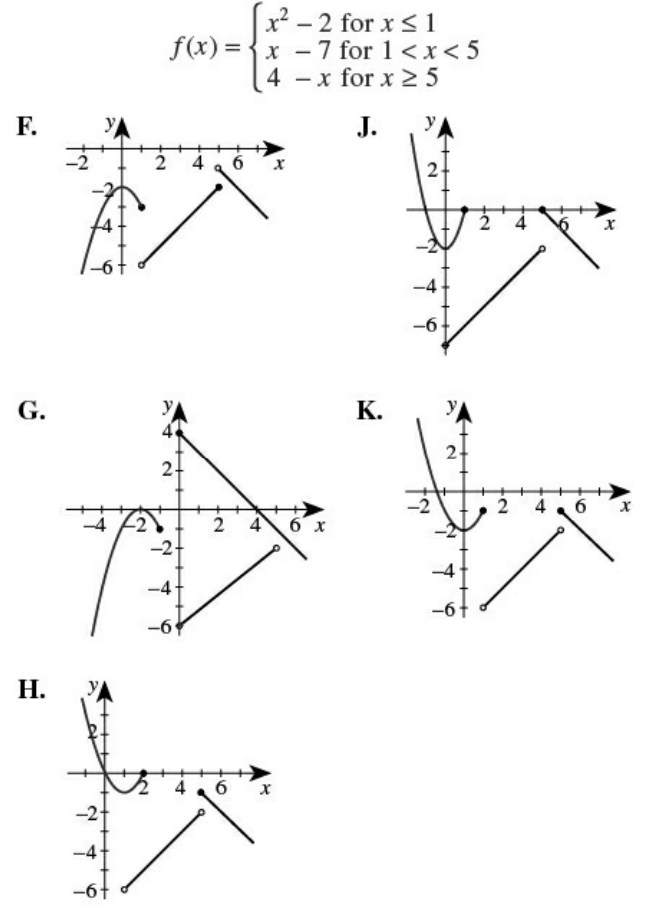 f(x) = { x² – 2 for x ≤ 1
x – 7 for 1 < x < 5
4 – x for x ≥ 5
F.
y
–2 2 4 6 x
–2
–4
–6
J.
y
2
2 4 6 x
–2
–4
–6
G.
y
4
2
–4 –2 2 4 6 x
–2
–4
–6
K.
y
2
–2 2 4 6 x
–2
–4
–6
H.
y
2
2 4 6 x
–2
–4
–6